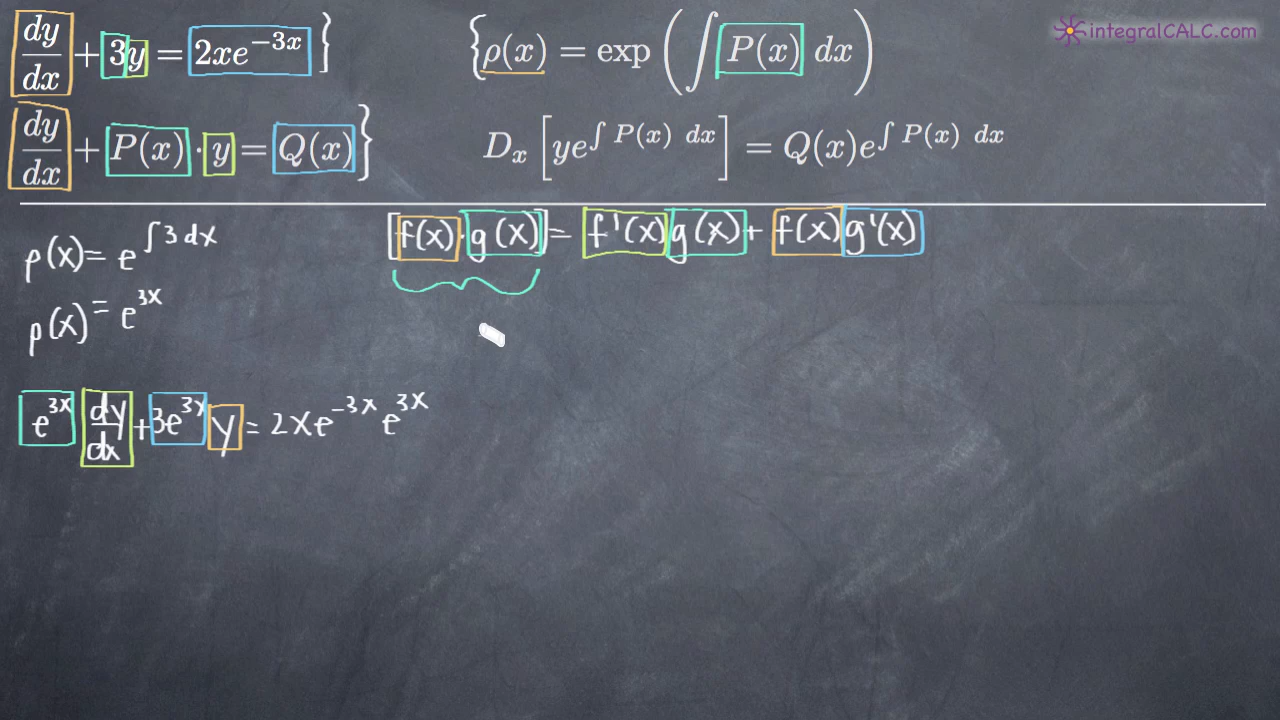 dy/dx + 3y = 2xe^{-3x} } { ρ(x) = exp ( ∫ P(x) dx ) integralCALC.com
dy/dx + P(x) · y = Q(x) } D_x [ ye^{∫ P(x) dx} ] = Q(x)e^{∫ P(x) dx}
[f(x) · g(x)] = f'(x) g(x) + f(x) g'(x)
ρ(x) = e^{∫ 3 dx}
ρ(x) = e^{3x}
e^{3x} dy/dx + 3e^{3x} y = 2xe^{-3x} e^{3x}